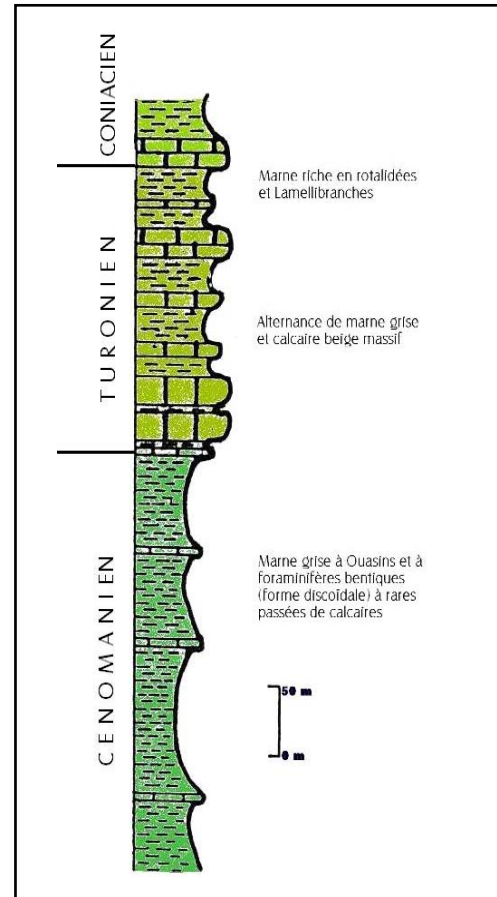 CONIACIEN
Marne riche en rotalidées
et Lamellibranches
TURONIEN
Alternance de marne grise
et calcaire beige massif
CENOMANIEN
Marne grise à Ouasins et à
foraminifères bentiques
(forme discoïdale) à rares
passées de calcaires
50 m
0 m